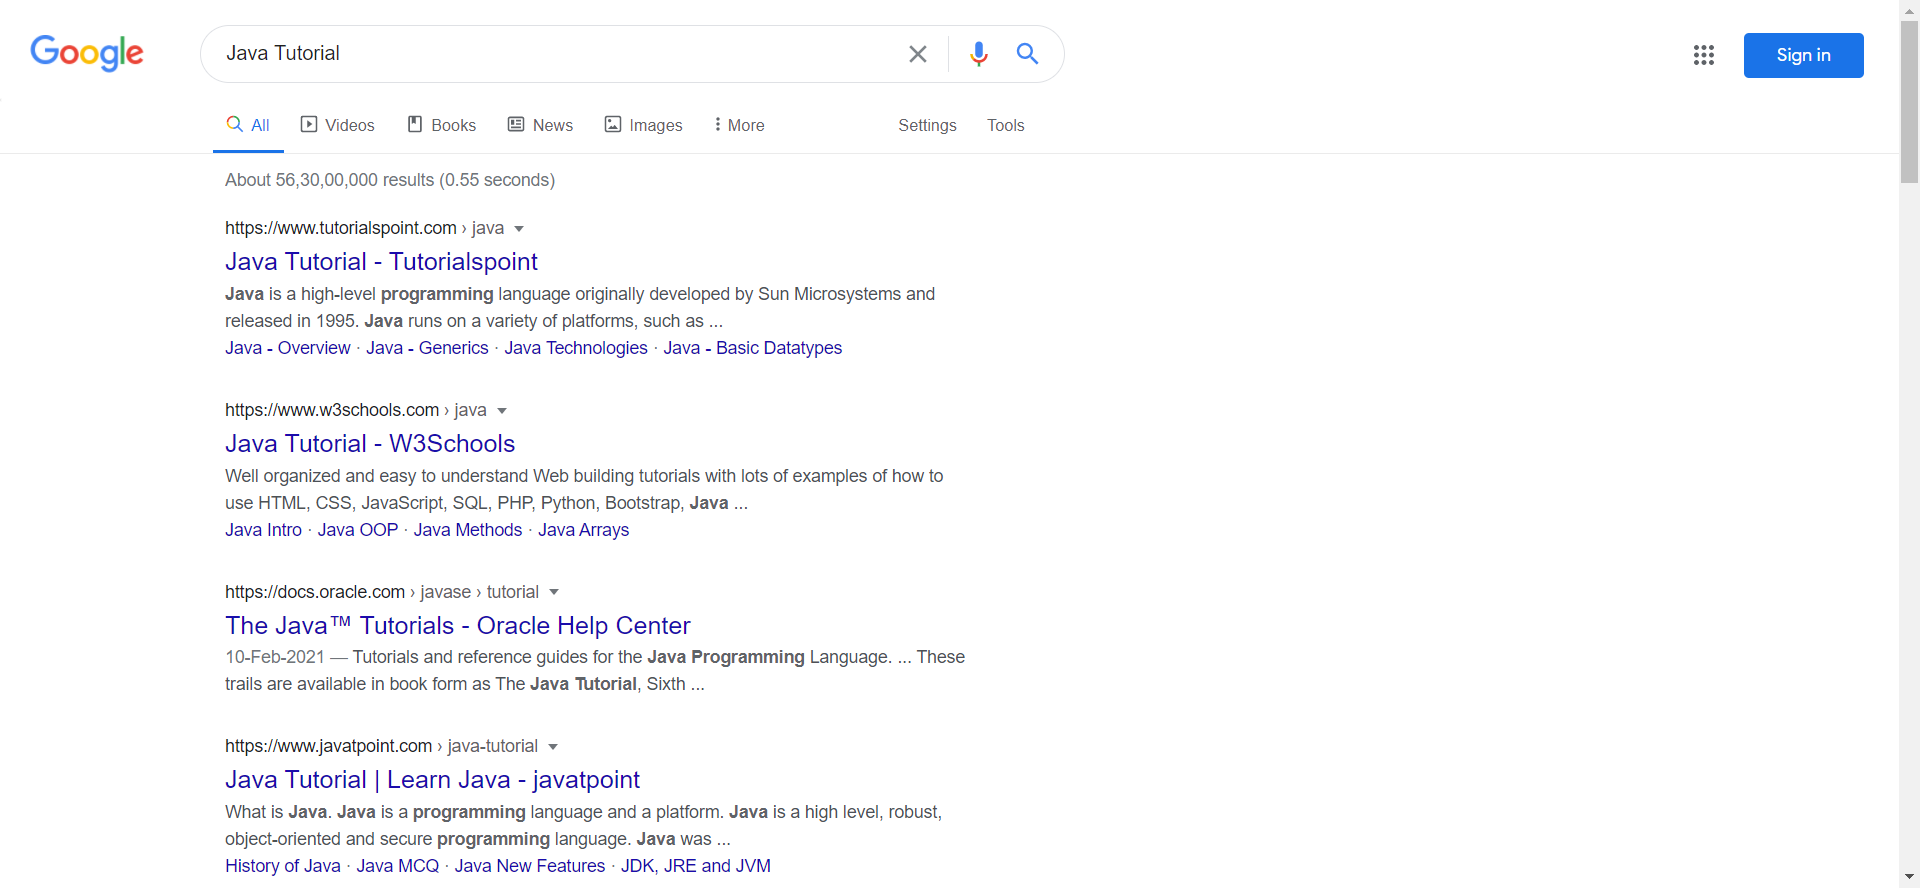 Google
Java Tutorial
Sign in
All Videos Books News Images More Settings Tools
About 56,30,00,000 results (0.55 seconds)
https://www.tutorialspoint.com › java
Java Tutorial - Tutorialspoint
Java is a high-level programming language originally developed by Sun Microsystems and
released in 1995. Java runs on a variety of platforms, such as ...
Java - Overview · Java - Generics · Java Technologies · Java - Basic Datatypes
https://www.w3schools.com › java
Java Tutorial - W3Schools
Well organized and easy to understand Web building tutorials with lots of examples of how to
use HTML, CSS, JavaScript, SQL, PHP, Python, Bootstrap, Java ...
Java Intro · Java OOP · Java Methods · Java Arrays
https://docs.oracle.com › javase › tutorial
The Java™ Tutorials - Oracle Help Center
10-Feb-2021 — Tutorials and reference guides for the Java Programming Language. ... These
trails are available in book form as The Java Tutorial, Sixth ...
https://www.javatpoint.com › java-tutorial
Java Tutorial | Learn Java - javatpoint
What is Java. Java is a programming language and a platform. Java is a high level, robust,
object-oriented and secure programming language. Java was ...
History of Java · Java MCQ · Java New Features · JDK, JRE and JVM